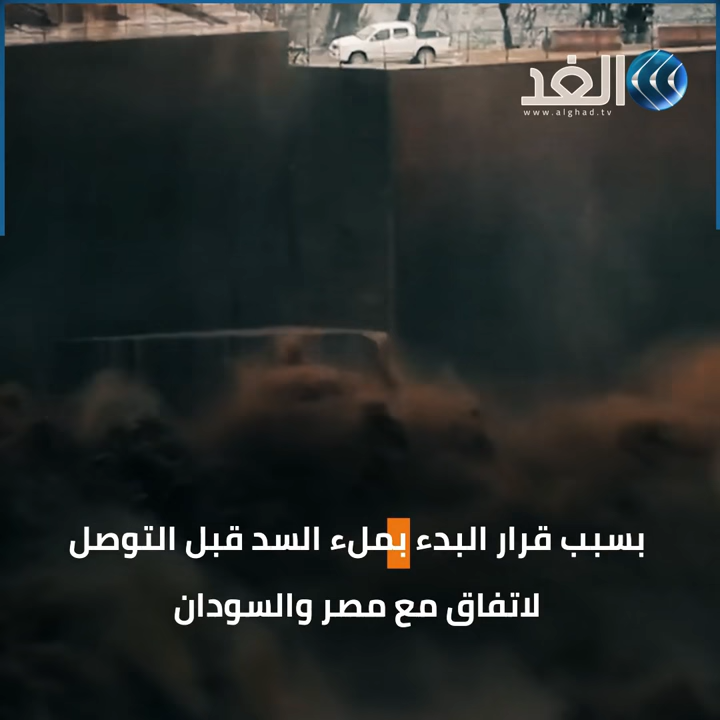 الغد
www.alghad.tv
بسبب قرار البدء بملء السد قبل التوصل
لاتفاق مع مصر والسودان